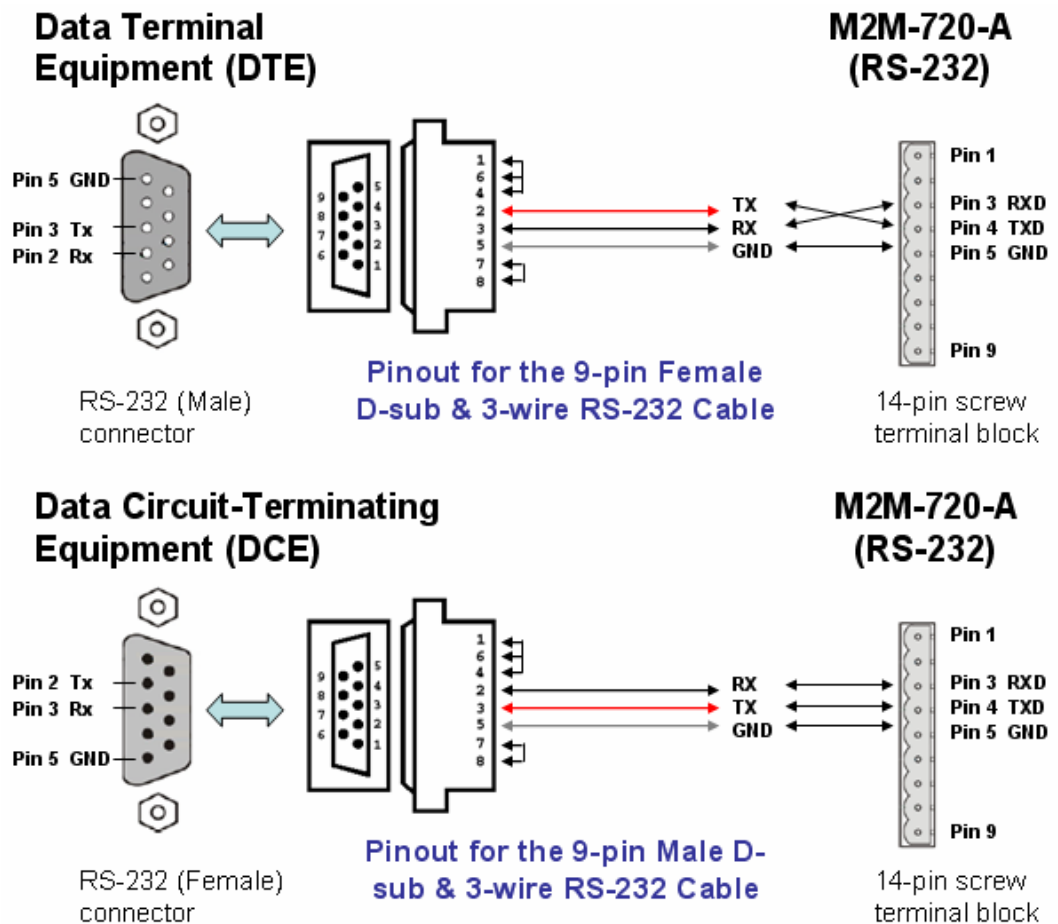 Data Terminal
Equipment (DTE)
M2M-720-A
(RS-232)
Pin 5 GND
Pin 3 Tx
Pin 2 Rx
9
8
7
6
5
4
3
2
1
1
6
4
2
3
5
7
8
TX
RX
GND
Pin 1
Pin 3 RXD
Pin 4 TXD
Pin 5 GND
Pin 9
RS-232 (Male)
connector
Pinout for the 9-pin Female
D-sub & 3-wire RS-232 Cable
14-pin screw
terminal block
Data Circuit-Terminating
Equipment (DCE)
M2M-720-A
(RS-232)
Pin 2 Tx
Pin 3 Rx
Pin 5 GND
9
8
7
6
5
4
3
2
1
1
6
4
2
3
5
7
8
RX
TX
GND
Pin 1
Pin 3 RXD
Pin 4 TXD
Pin 5 GND
Pin 9
RS-232 (Female)
connector
Pinout for the 9-pin Male D-
sub & 3-wire RS-232 Cable
14-pin screw
terminal block